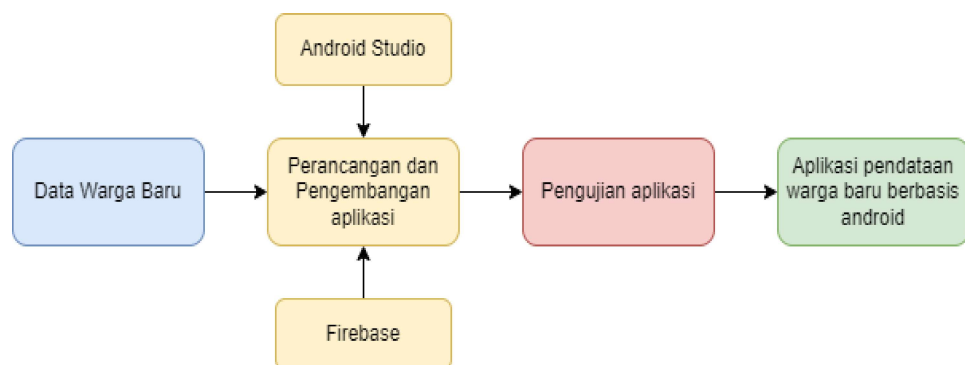 Android Studio
Data Warga Baru
Perancangan dan
Pengembangan
aplikasi
Pengujian aplikasi
Aplikasi pendataan
warga baru berbasis
android
Firebase